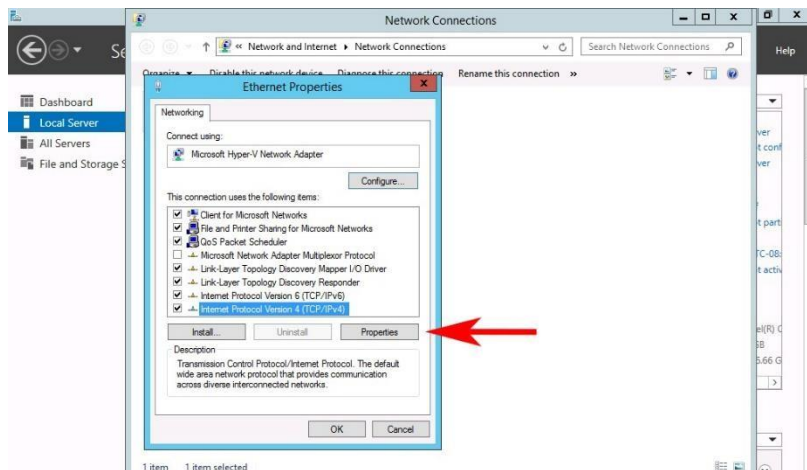 Network Connections
« Network and Internet ▸ Network Connections
Search Network Connections
Help
Organize Disable this network device Diagnose this connection Rename this connection »
Ethernet Properties
Dashboard
Local Server
All Servers
File and Storage S
Networking
Connect using:
Microsoft Hyper-V Network Adapter
Configure...
This connection uses the following items:
Client for Microsoft Networks
File and Printer Sharing for Microsoft Networks
QoS Packet Scheduler
Microsoft Network Adapter Multiplexor Protocol
Link-Layer Topology Discovery Mapper I/O Driver
Link-Layer Topology Discovery Responder
Internet Protocol Version 6 (TCP/IPv6)
Internet Protocol Version 4 (TCP/IPv4)
Install... Uninstall Properties
Description
Transmission Control Protocol/Internet Protocol. The default
wide area network protocol that provides communication
across diverse interconnected networks.
OK Cancel
1 item 1 item selected